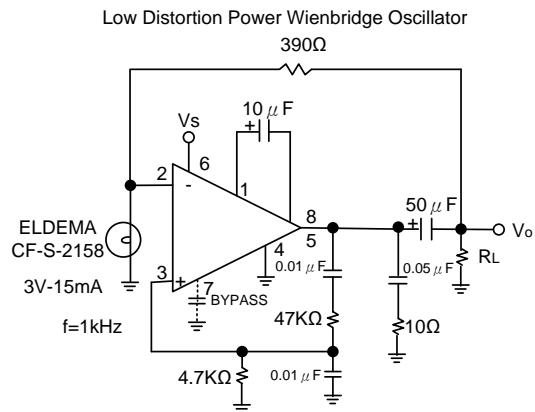 Low Distortion Power Wienbridge Oscillator
390Ω
10μF
+
Vs
6
2
-
1
50μF
+
8
Vo
ELDEMA
CF-S-2158
4
5
0.01μF
0.05μF
RL
3
+
3V-15mA
7
BYPASS
47KΩ
10Ω
f=1kHz
4.7KΩ
0.01μF